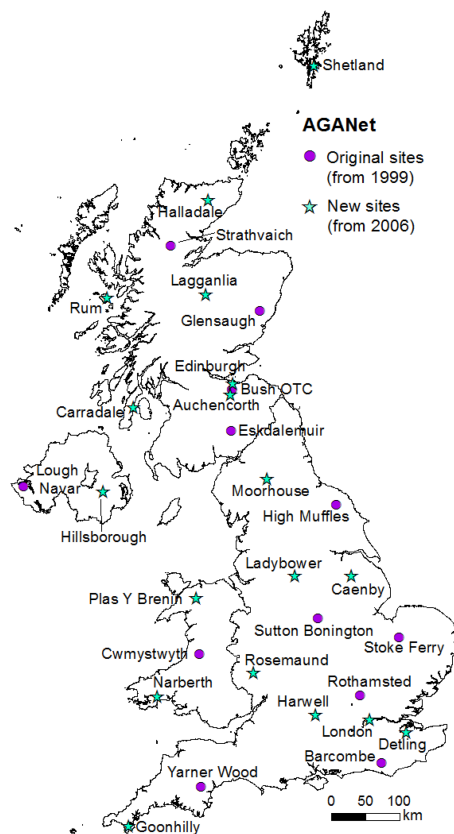 Shetland
AGANet
Original sites
(from 1999)
New sites
(from 2006)
Halladale
Strathvaich
Lagganlia
Rum
Glensaugh
Edinburgh
Bush OTC
Carradale
Auchencorth
Eskdalemuir
Lough
Navar
Moorhouse
High Muffles
Hillsborough
Ladybower
Caenby
Plas Y Brenin
Sutton Bonington
Stoke Ferry
Cwmystwyth
Rosemaund
Narberth
Rothamsted
Harwell
London
Detling
Barcombe
Yarner Wood
Goonhilly
0 50 100
km